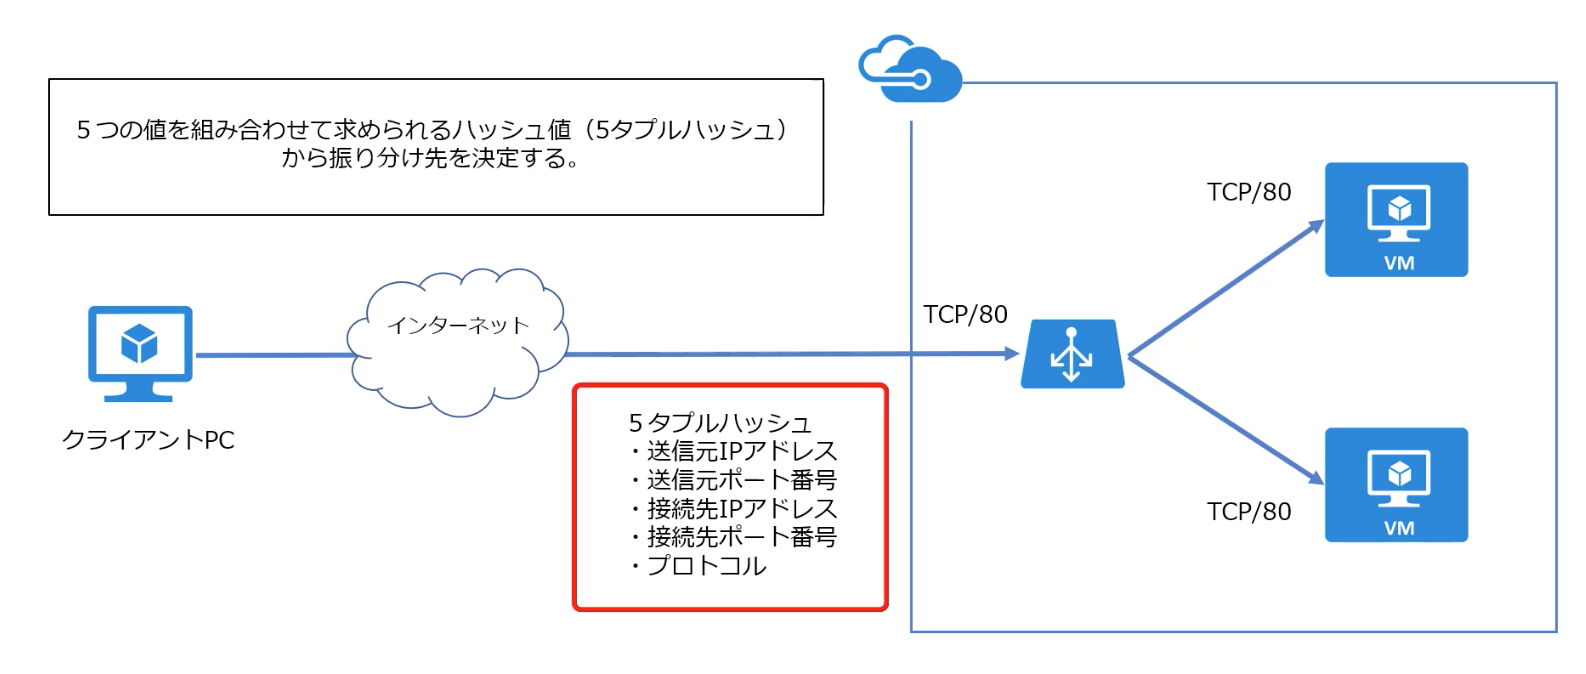 ５つの値を組み合わせて求められるハッシュ値（5タプルハッシュ）
から振り分け先を決定する。
TCP/80
VM
インターネット
TCP/80
クライアントPC
５タプルハッシュ
・送信元IPアドレス
・送信元ポート番号
・接続先IPアドレス
・接続先ポート番号
・プロトコル
TCP/80
VM